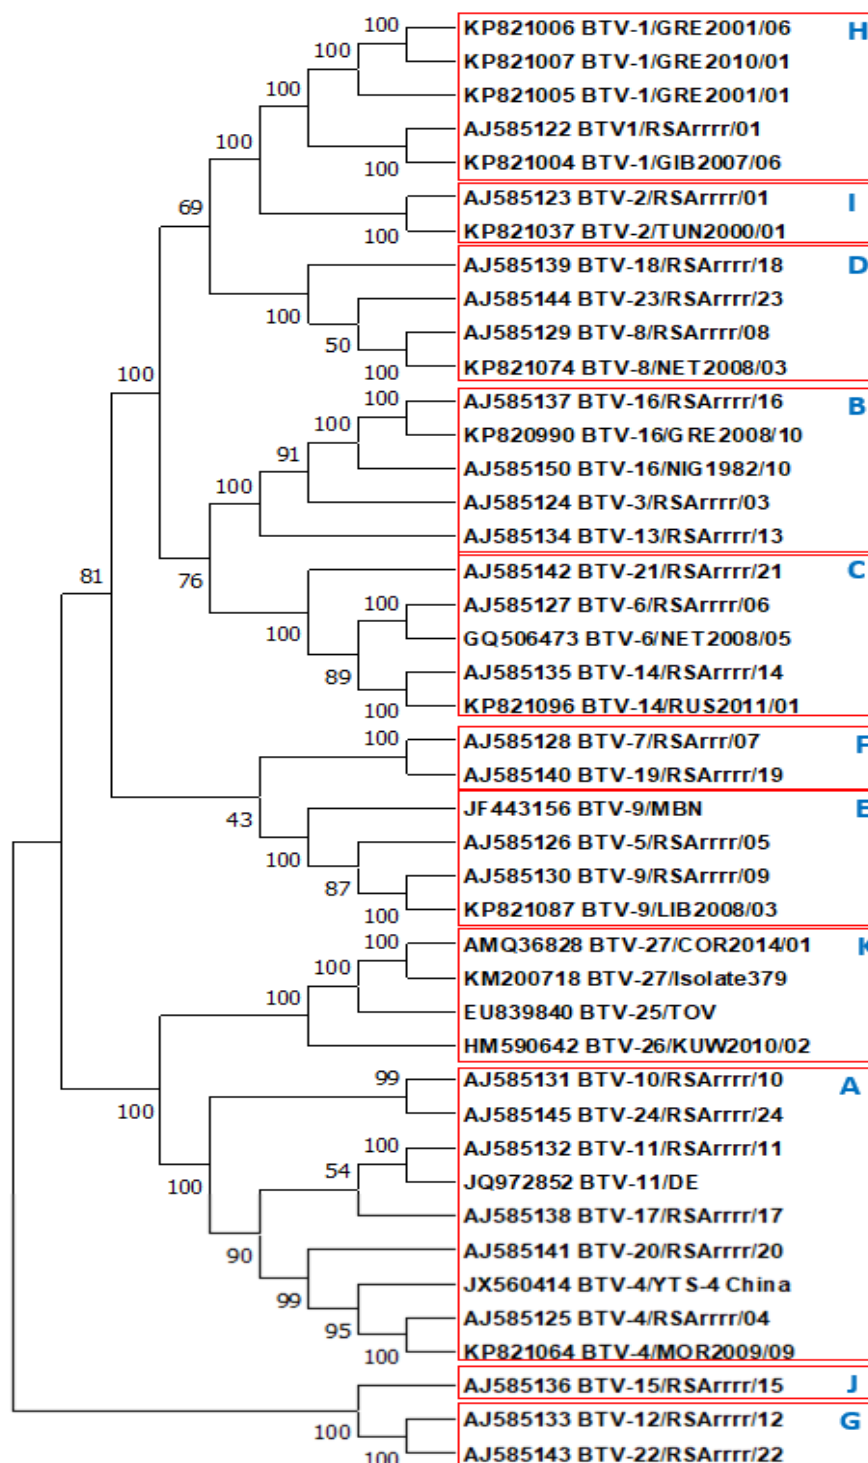 100 KP821006 BTV-1/GRE2001/06 H
100 KP821007 BTV-1/GRE2010/01
100 KP821005 BTV-1/GRE2001/01
100 AJ585122 BTV1/RSArrrr/01
100 KP821004 BTV-1/GIB2007/06
69 AJ585123 BTV-2/RSArrrr/01 I
100 KP821037 BTV-2/TUN2000/01
AJ585139 BTV-18/RSArrrr/18 D
100 AJ585144 BTV-23/RSArrrr/23
50 AJ585129 BTV-8/RSArrrr/08
100 100 KP821074 BTV-8/NET2008/03
100 AJ585137 BTV-16/RSArrrr/16 B
100 KP820990 BTV-16/GRE2008/10
91 AJ585150 BTV-16/NIG1982/10
100 AJ585124 BTV-3/RSArrrr/03
AJ585134 BTV-13/RSArrrr/13
81 76 AJ585142 BTV-21/RSArrrr/21 C
100 AJ585127 BTV-6/RSArrrr/06
100 GQ506473 BTV-6/NET2008/05
89 AJ585135 BTV-14/RSArrrr/14
100 KP821096 BTV-14/RUS2011/01
100 AJ585128 BTV-7/RSArrr/07 F
AJ585140 BTV-19/RSArrrr/19
43 JF443156 BTV-9/MBN E
100 AJ585126 BTV-5/RSArrrr/05
87 AJ585130 BTV-9/RSArrrr/09
100 KP821087 BTV-9/LIB2008/03
100 AMQ36828 BTV-27/COR2014/01 K
100 KM200718 BTV-27/Isolate379
100 EU839840 BTV-25/TOV
HM590642 BTV-26/KUW2010/02
99 AJ585131 BTV-10/RSArrrr/10 A
100 AJ585145 BTV-24/RSArrrr/24
100 AJ585132 BTV-11/RSArrrr/11
100 54 JQ972852 BTV-11/DE
AJ585138 BTV-17/RSArrrr/17
90 AJ585141 BTV-20/RSArrrr/20
99 JX560414 BTV-4/YTS-4 China
95 AJ585125 BTV-4/RSArrrr/04
100 KP821064 BTV-4/MOR2009/09
AJ585136 BTV-15/RSArrrr/15 J
100 AJ585133 BTV-12/RSArrrr/12 G
100 AJ585143 BTV-22/RSArrrr/22